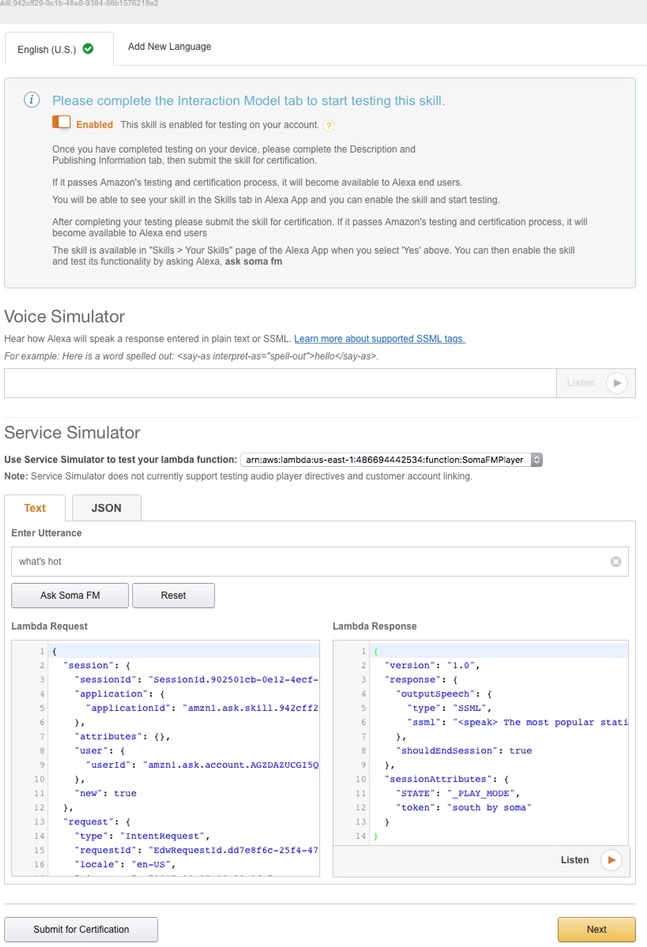 skill.942cff29-9c1b-48e8-9384-88b1576218e2
English (U.S.)
Add New Language
Please complete the Interaction Model tab to start testing this skill.
Enabled This skill is enabled for testing on your account. ?
Once you have completed testing on your device, please complete the Description and
Publishing Information tab, then submit the skill for certification.
If it passes Amazon's testing and certification process, it will become available to Alexa end users.
You will be able to see your skill in the Skills tab in Alexa App and you can enable the skill and start testing.
After completing your testing please submit the skill for certification. If it passes Amazon's testing and certification process, it will
become available to Alexa end users
The skill is available in "Skills > Your Skills" page of the Alexa App when you select 'Yes' above. You can then enable the skill
and test its functionality by asking Alexa, ask soma fm
Voice Simulator
Hear how Alexa will speak a response entered in plain text or SSML. Learn more about supported SSML tags.
For example: Here is a word spelled out: <say-as interpret-as="spell-out">hello</say-as>.
Listen
Service Simulator
Use Service Simulator to test your lambda function: arn:aws:lambda:us-east-1:486694442534:function:SomaFMPlayer
Note: Service Simulator does not currently support testing audio player directives and customer account linking.
Text
JSON
Enter Utterance
what's hot
Ask Soma FM
Reset
Lambda Request
1 {
2 "session": {
3 "sessionId": "SessionId.902501cb-0e12-4ecf-
4 "application": {
5 "applicationId": "amzn1.ask.skill.942cff2
6 },
7 "attributes": {},
8 "user": {
9 "userId": "amzn1.ask.account.AGZDAZUCGI5Q
10 },
11 "new": true
12 },
13 "request": {
14 "type": "IntentRequest",
15 "requestId": "EdwRequestId.dd7e8f6c-25f4-47
16 "locale": "en-US",
Lambda Response
1 {
2 "version": "1.0",
3 "response": {
4 "outputSpeech": {
5 "type": "SSML",
6 "ssml": "<speak> The most popular stati
7 },
8 "shouldEndSession": true
9 },
10 "sessionAttributes": {
11 "STATE": "_PLAY_MODE",
12 "token": "south by soma"
13 }
14 }
Listen
Submit for Certification
Next